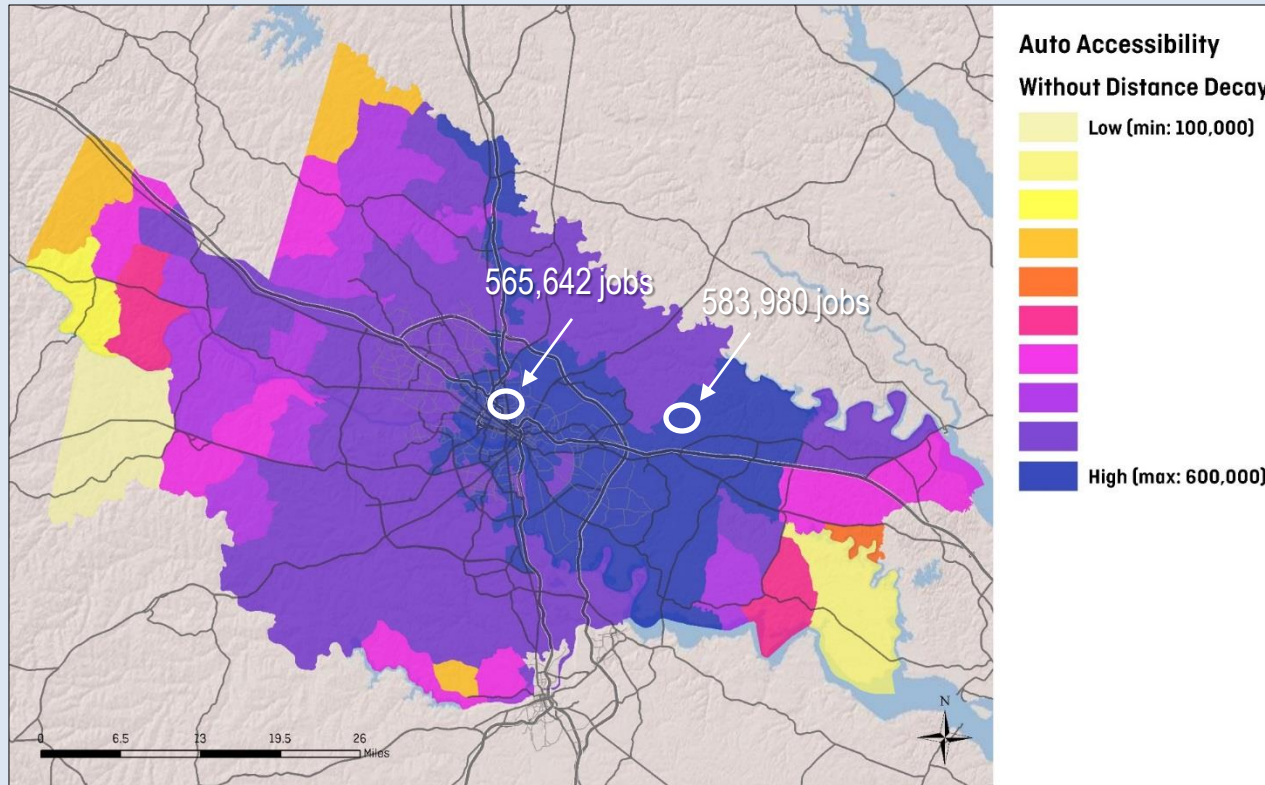 Auto Accessibility
Without Distance Decay
Low (min: 100,000)
High (max: 600,000)
565,642 jobs
583,980 jobs
N
0 6.5 13 19.5 26
Miles